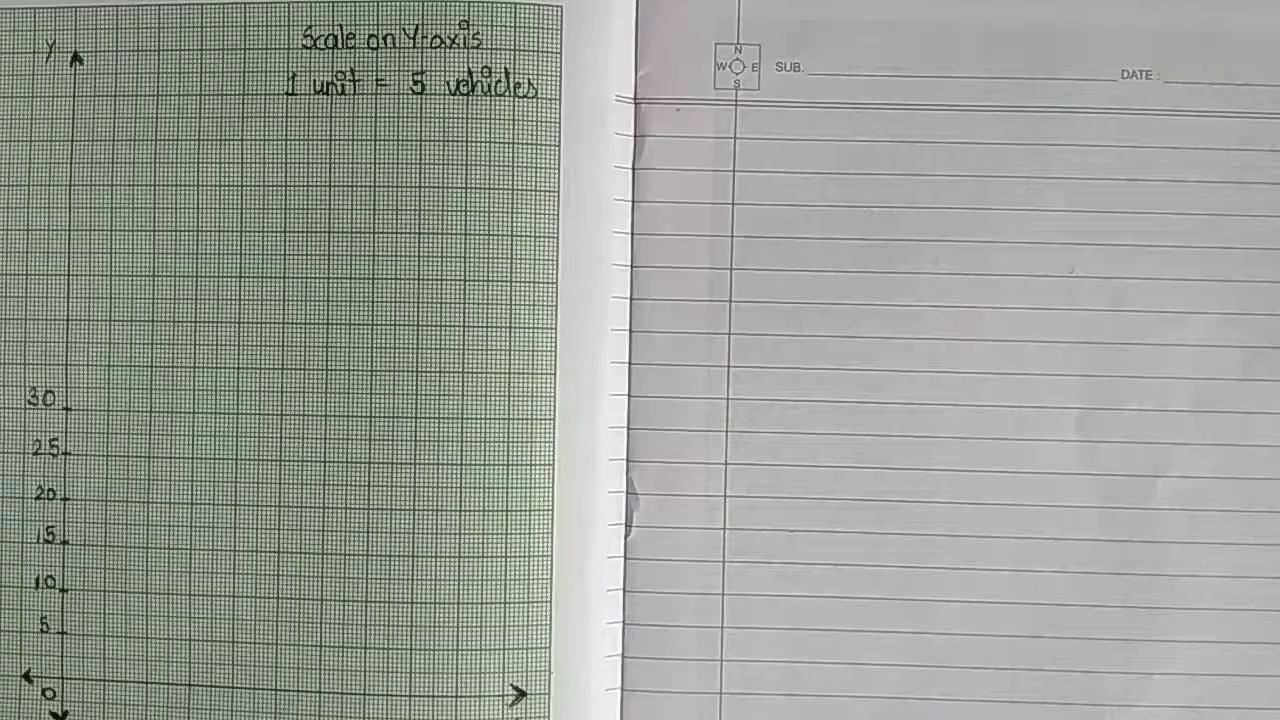 Y
Scale on Y-axis
1 unit = 5 vehicles
30
25
20
15
10
5
0
N
W E
S
SUB.
DATE :